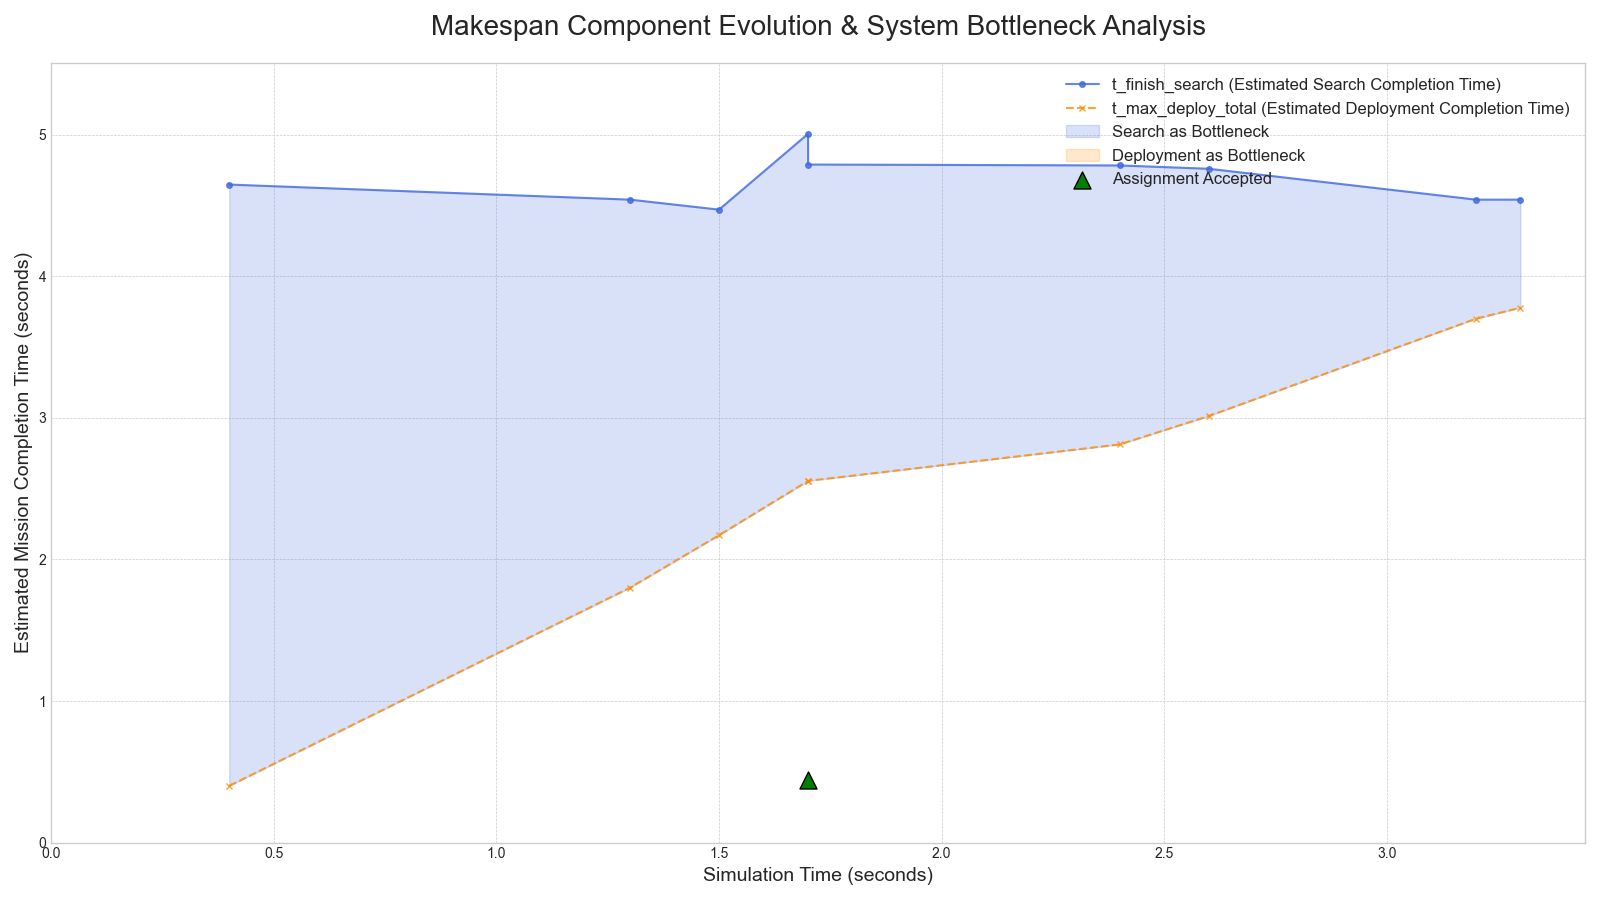 Makespan Component Evolution & System Bottleneck Analysis
t_finish_search (Estimated Search Completion Time)
t_max_deploy_total (Estimated Deployment Completion Time)
Search as Bottleneck
Deployment as Bottleneck
Assignment Accepted
Estimated Mission Completion Time (seconds)
5
4
3
2
1
0
0.0 0.5 1.0 1.5 2.0 2.5 3.0
Simulation Time (seconds)